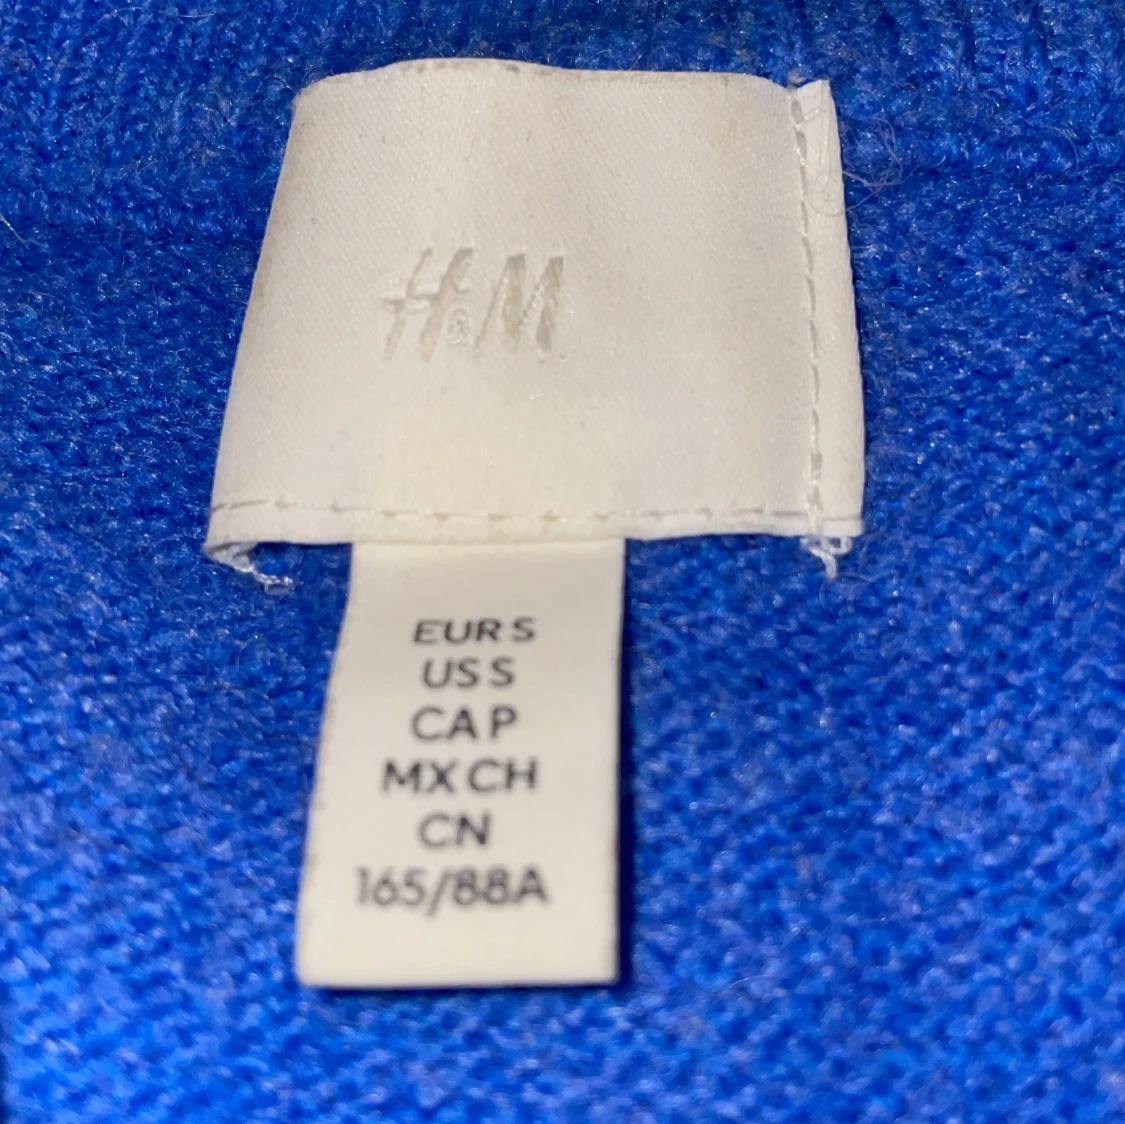 H&M
EUR S
US S
CA P
MX CH
CN
165/88A